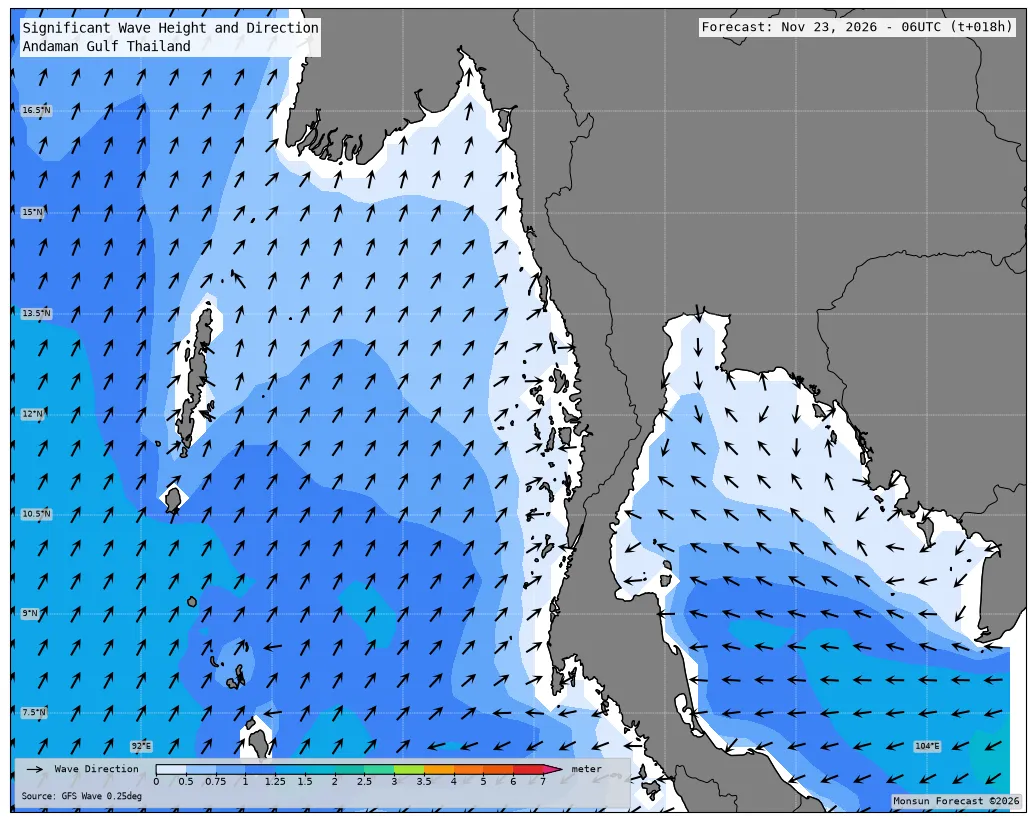 Significant Wave Height and Direction
Andaman Gulf Thailand
Forecast: Nov 23, 2026 - 06UTC (t+018h)
16.5°N
15°N
13.5°N
12°N
10.5°N
9°N
7.5°N
92°E
104°E
Wave Direction
0.5 0.75 1 1.25 1.5 2 2.5 3 3.5 4 5 6 7 meter
Source: GFS Wave 0.25deg
Monsun Forecast ©2026